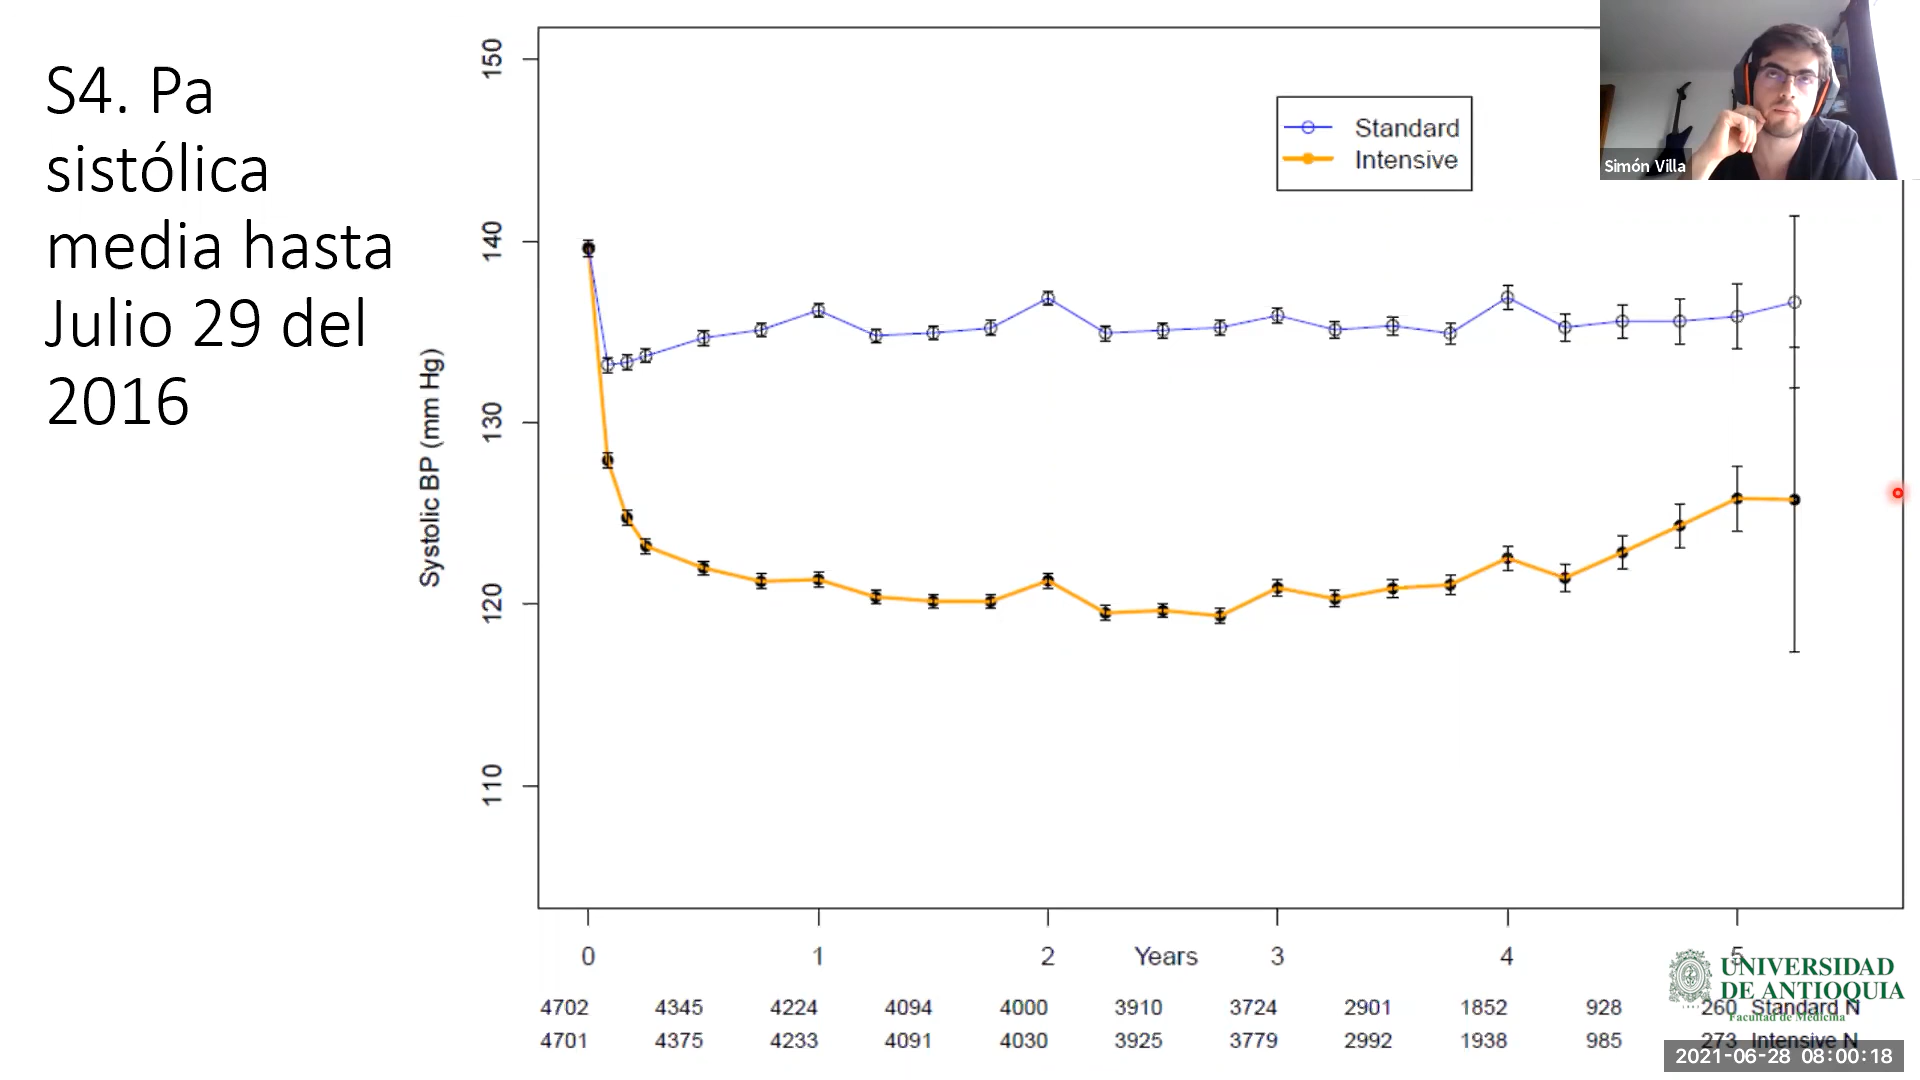 S4. Pa
sistólica
media hasta
Julio 29 del
2016
Systolic BP (mm Hg)
150
140
130
120
110
Standard
Intensive
Simón Villa
0 1 2 Years 3 4 5
4702 4345 4224 4094 4000 3910 3724 2901 1852 928 260 Standard N
4701 4375 4233 4091 4030 3925 3779 2992 1938 985 273 Intensive N
UNIVERSIDAD
DE ANTIOQUIA
Facultad de Medicina
2021-06-28 08:00:18